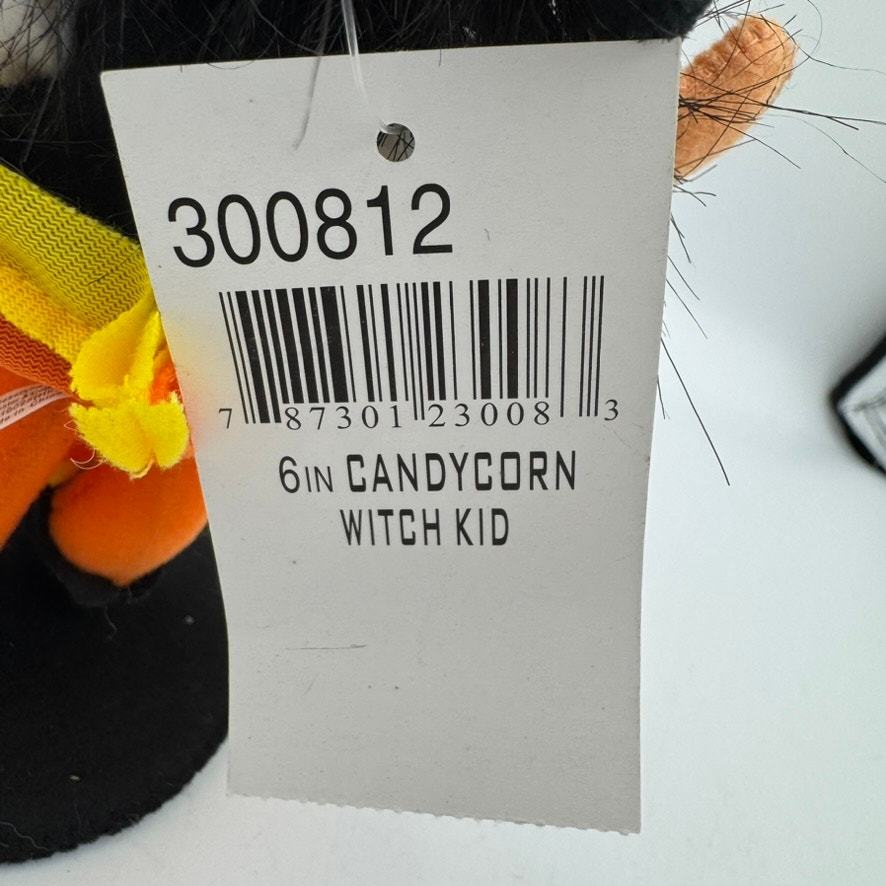 300812
7 87301 23008 3
6IN CANDYCORN
WITCH KID